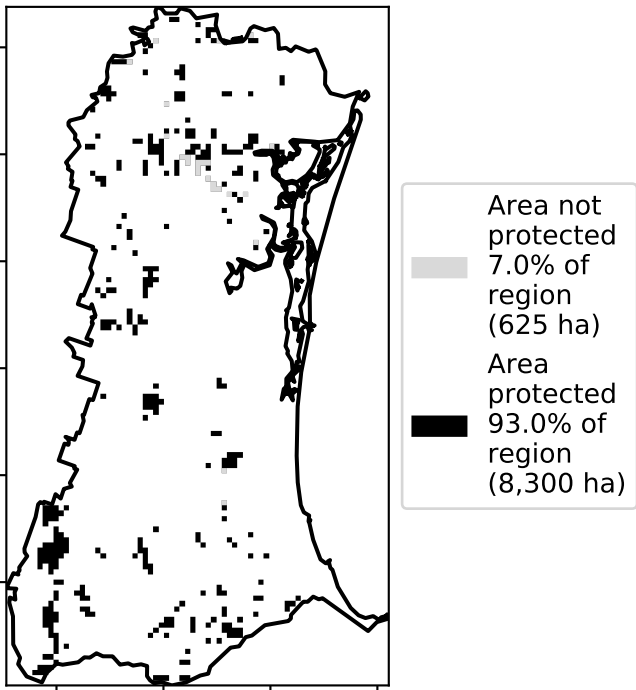 Area not
protected
7.0% of
region
(625 ha)
Area
protected
93.0% of
region
(8,300 ha)